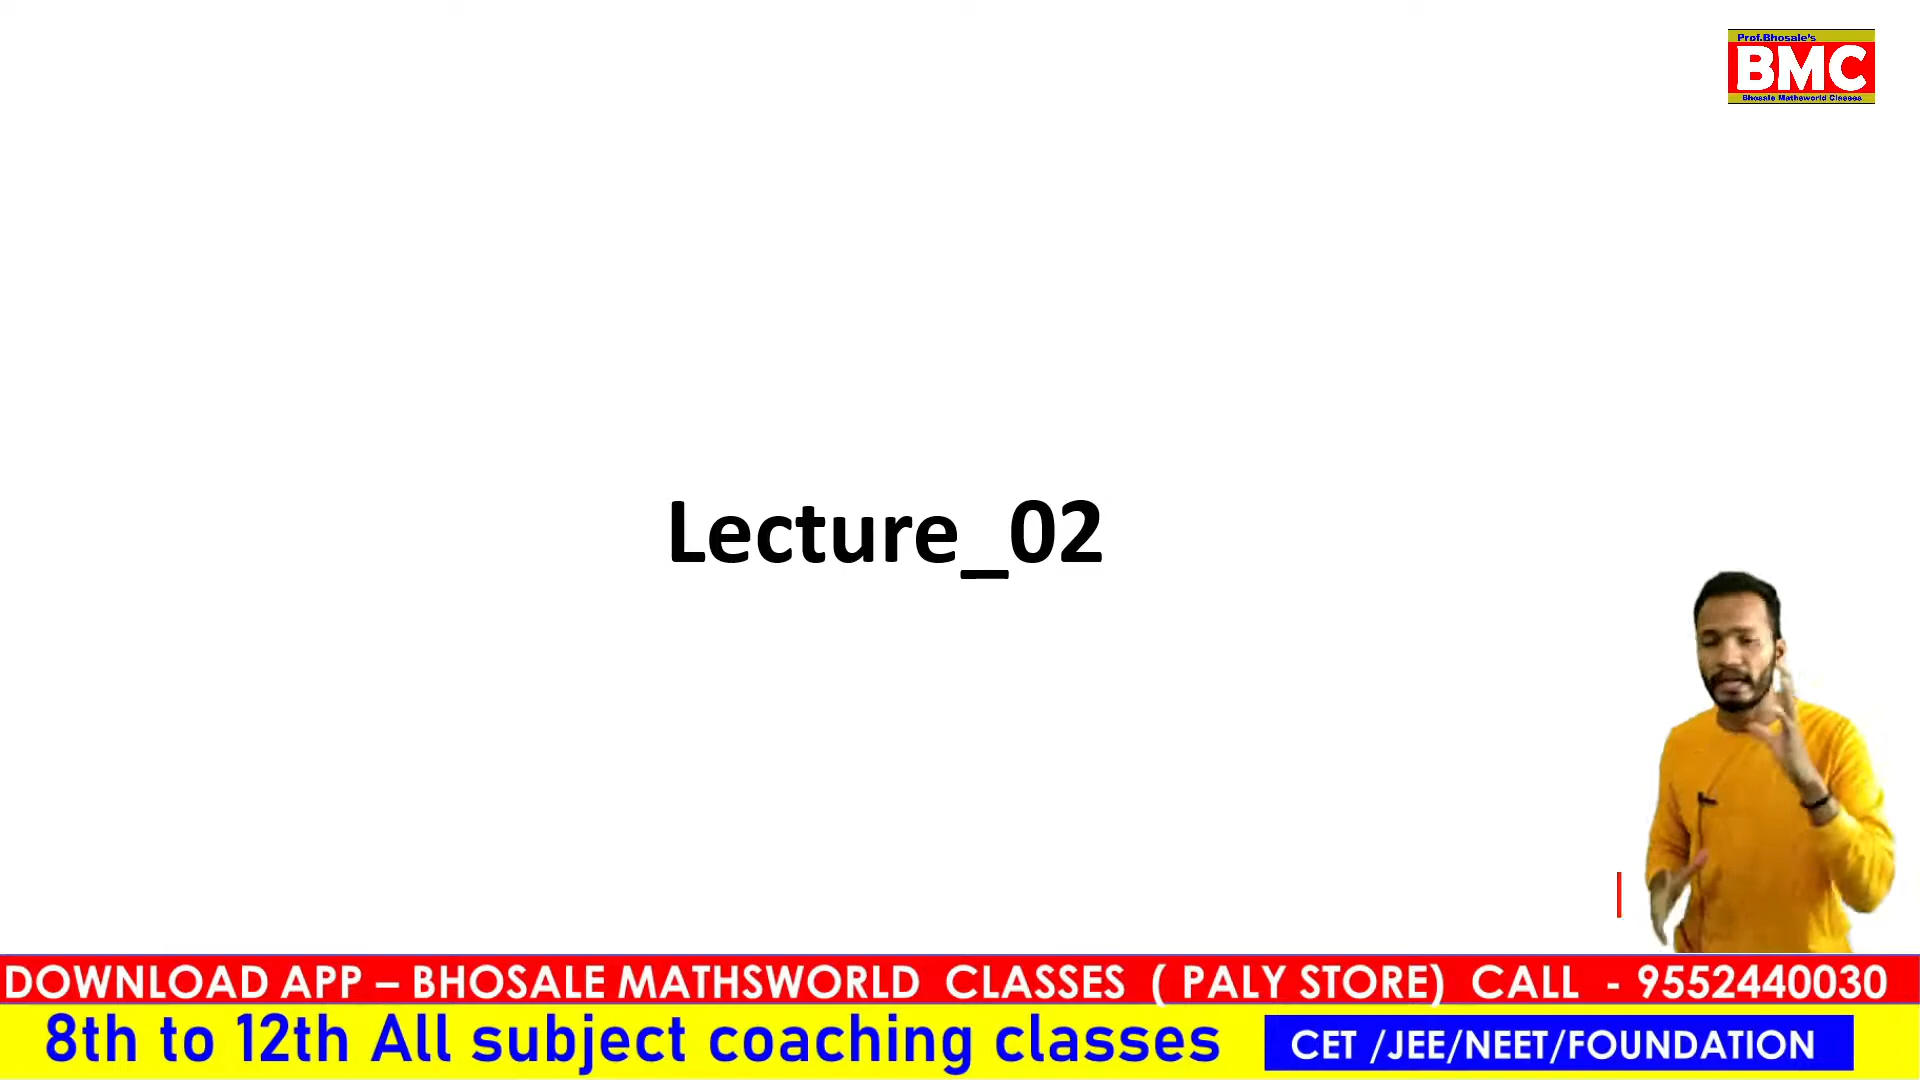 Prof.Bhosale's
BMC
Bhosale Mathsworld Classes
Lecture_02
DOWNLOAD APP – BHOSALE MATHSWORLD CLASSES ( PALY STORE) CALL - 9552440030
8th to 12th All subject coaching classes
CET /JEE/NEET/FOUNDATION